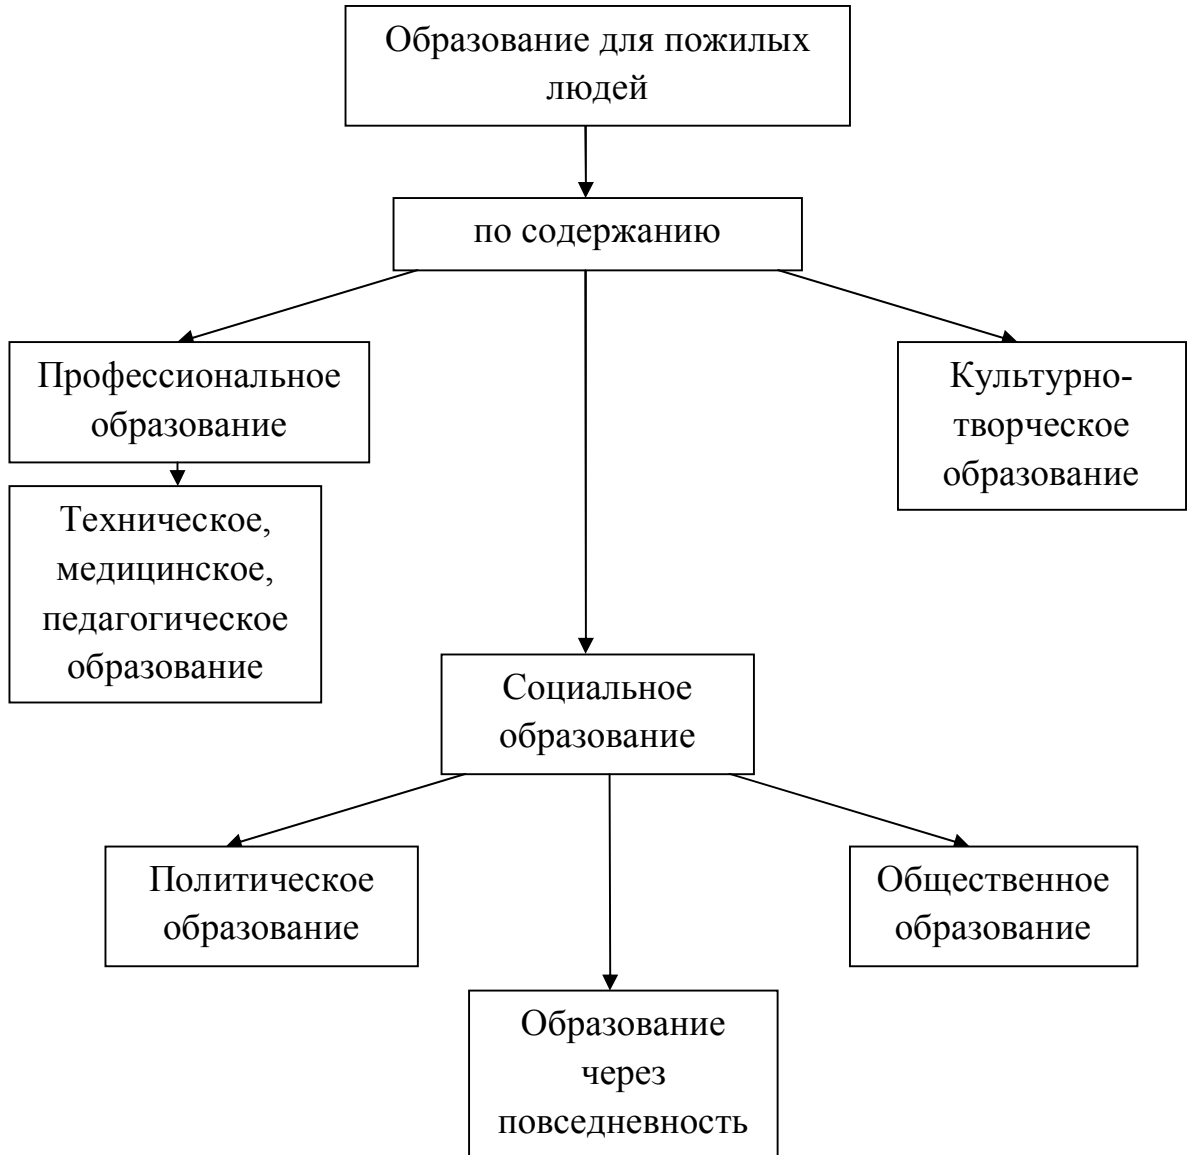 Образование для пожилых
людей
по содержанию
Профессиональное
образование
Культурно-
творческое
образование
Техническое,
медицинское,
педагогическое
образование
Социальное
образование
Политическое
образование
Общественное
образование
Образование
через
повседневность